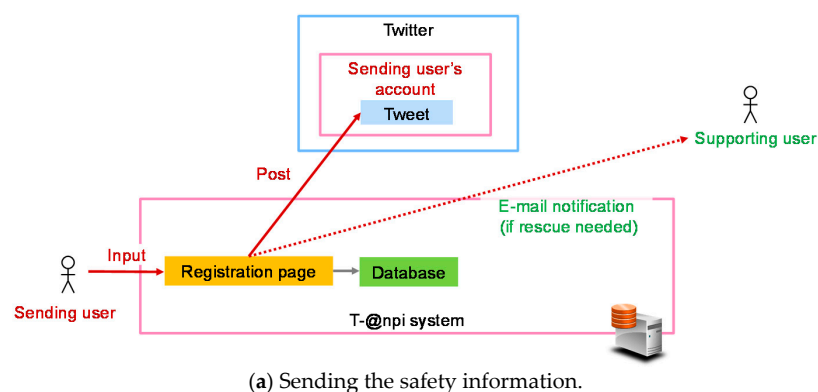 Twitter
Sending user's
account
Tweet
Supporting user
Post
E-mail notification
(if rescue needed)
Input
Registration page
Database
Sending user
T-@npi system
(a) Sending the safety information.